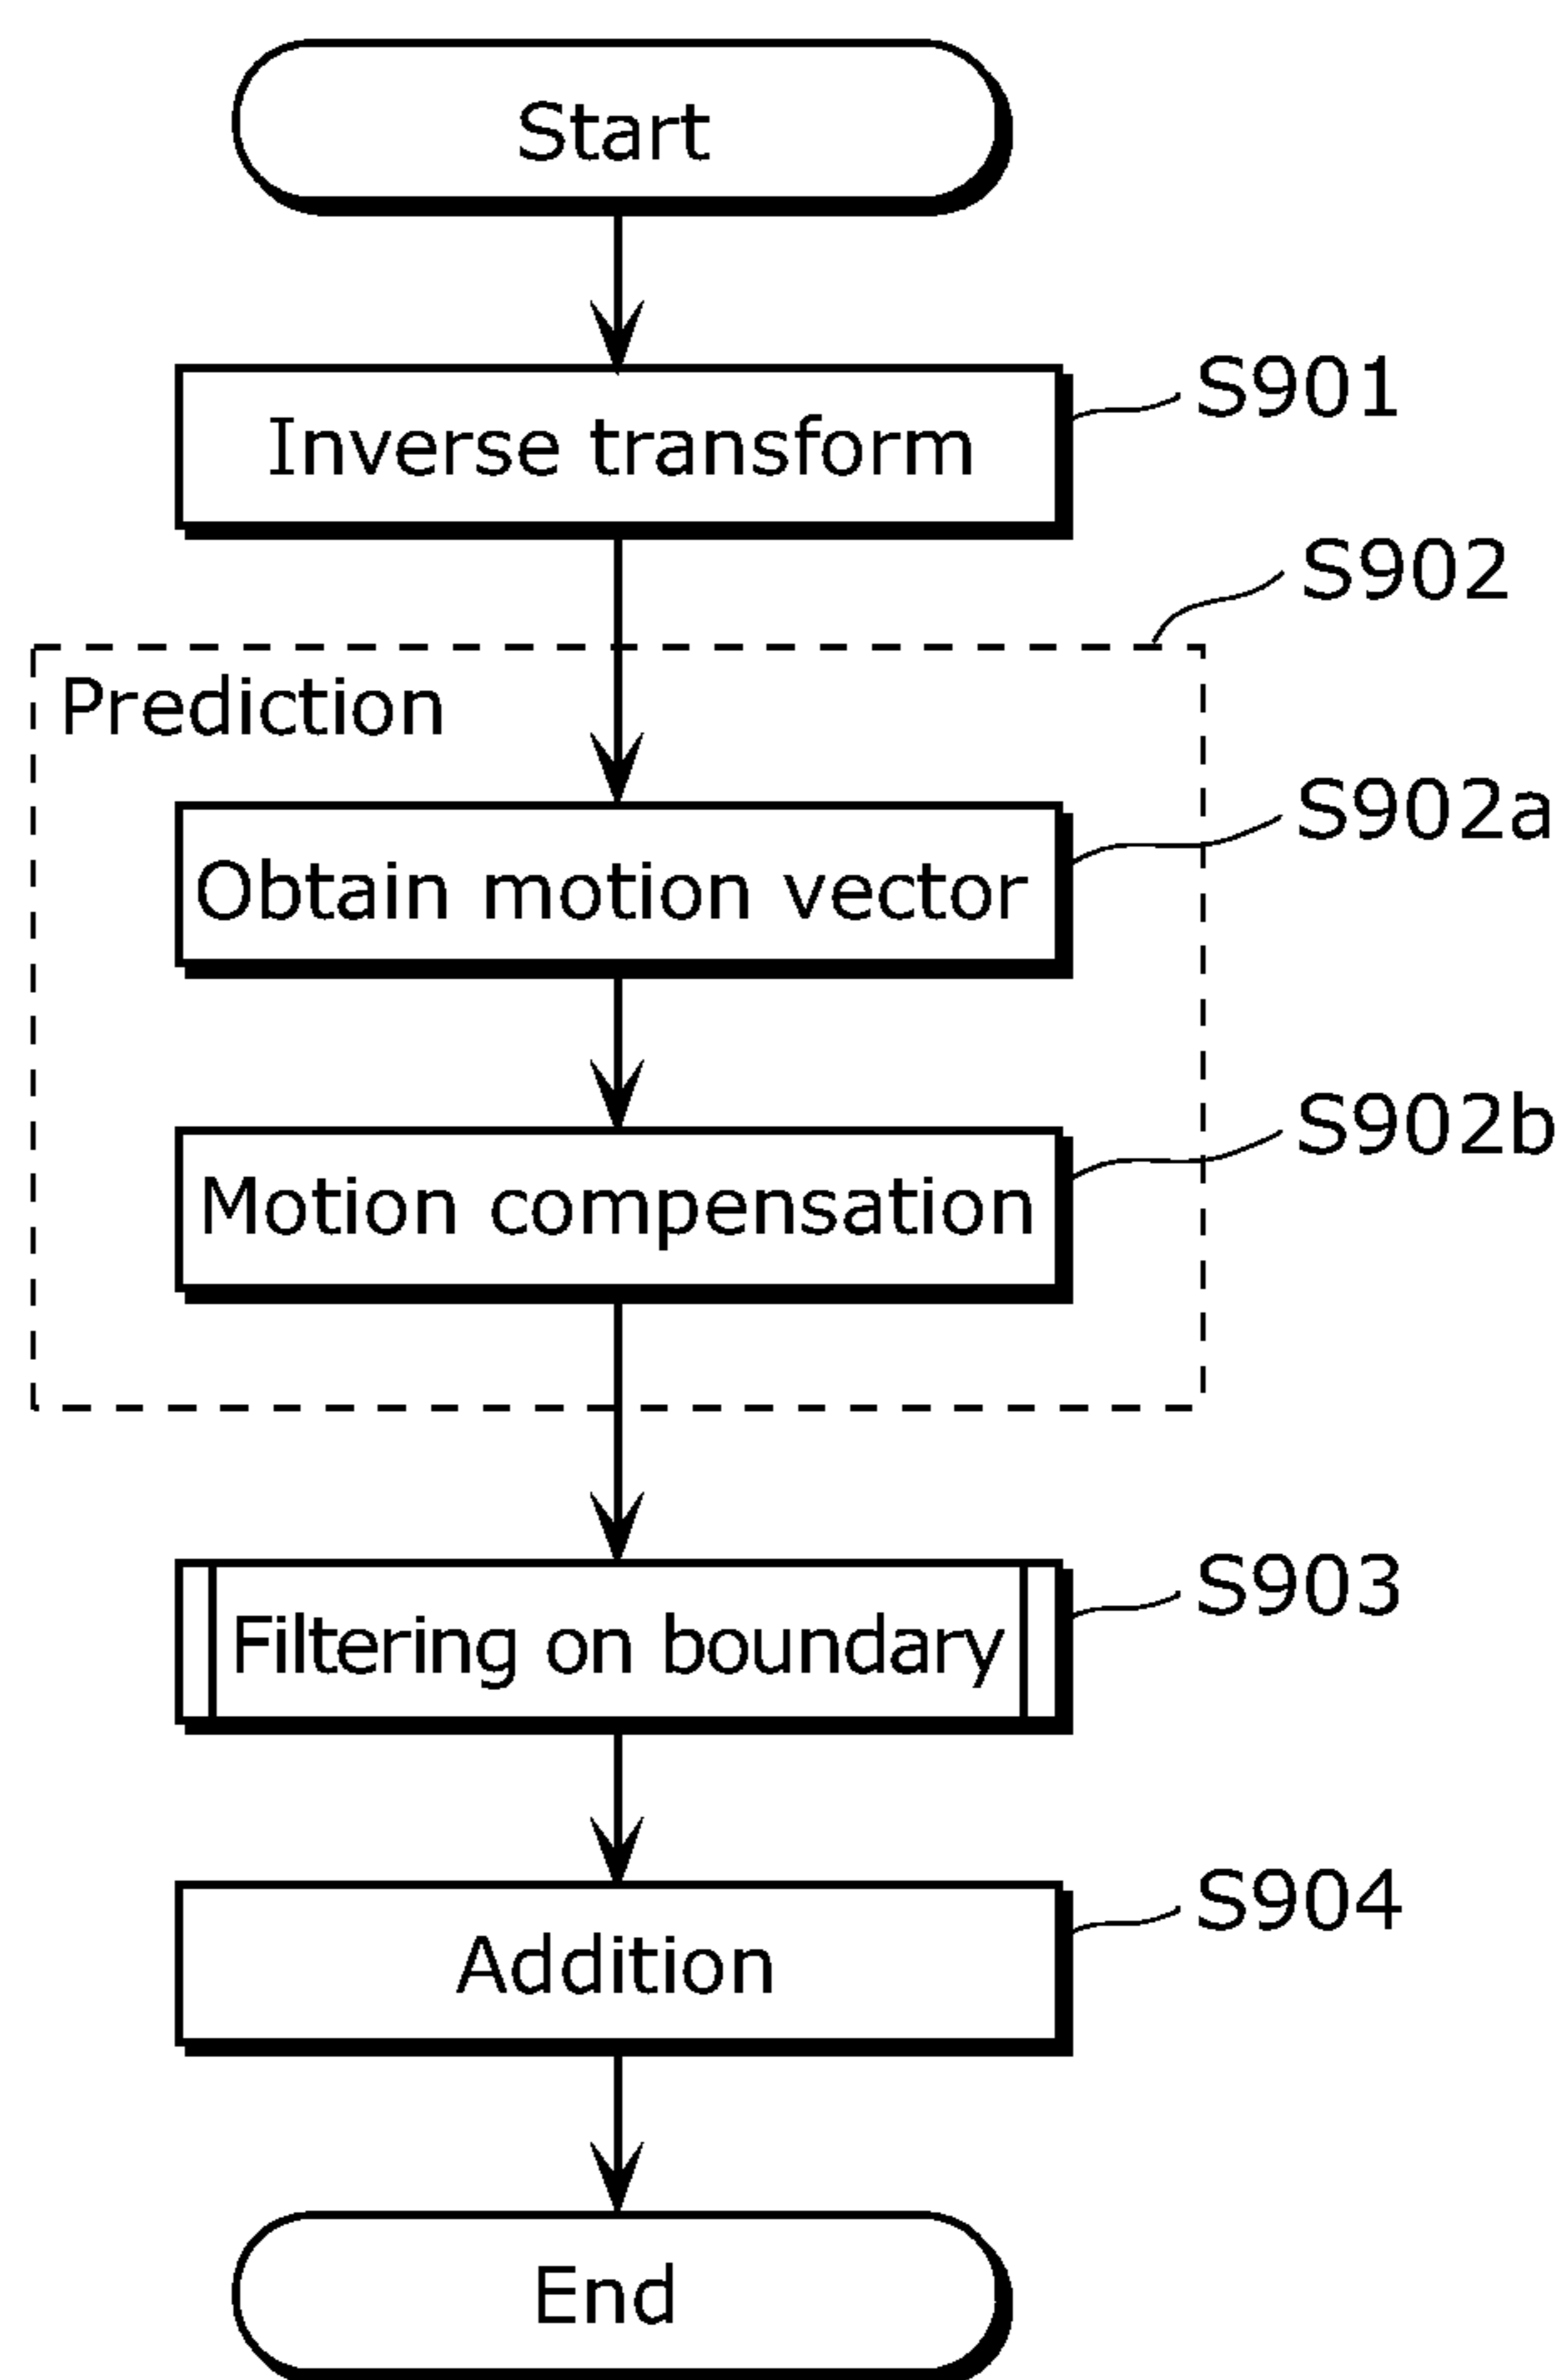 Start
Inverse transform
S901
S902
Prediction
S902a
Obtain motion vector
S902b
Motion compensation
S903
Filtering on boundary
S904
Addition
End